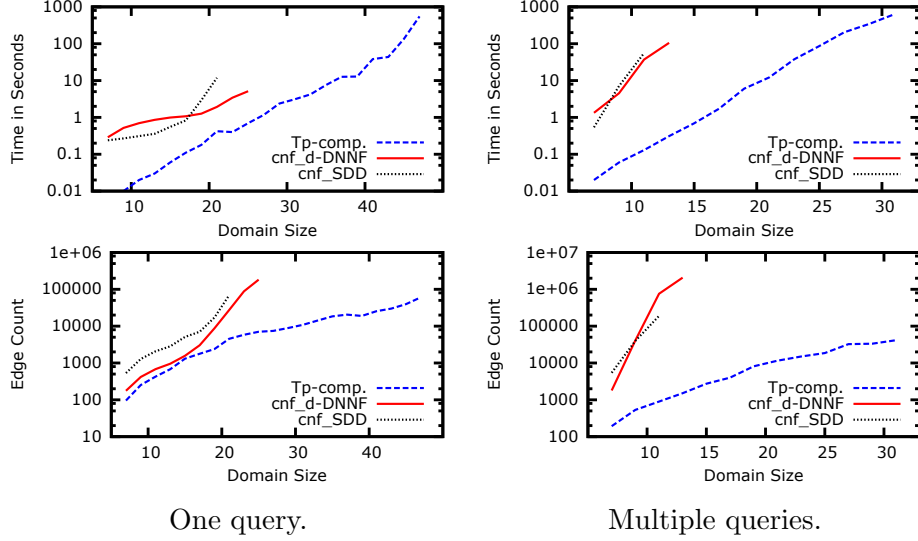 1000
100
10
1
0.1
0.01
Time in Seconds
Tp-comp.
cnf_d-DNNF
cnf_SDD
10 20 30 40
Domain Size
1000
100
10
1
0.1
0.01
Time in Seconds
Tp-comp.
cnf_d-DNNF
cnf_SDD
10 15 20 25 30
Domain Size
1e+06
100000
10000
1000
100
10
Edge Count
Tp-comp.
cnf_d-DNNF
cnf_SDD
10 20 30 40
Domain Size
1e+07
1e+06
100000
10000
1000
100
Edge Count
Tp-comp.
cnf_d-DNNF
cnf_SDD
10 15 20 25 30
Domain Size
One query.
Multiple queries.